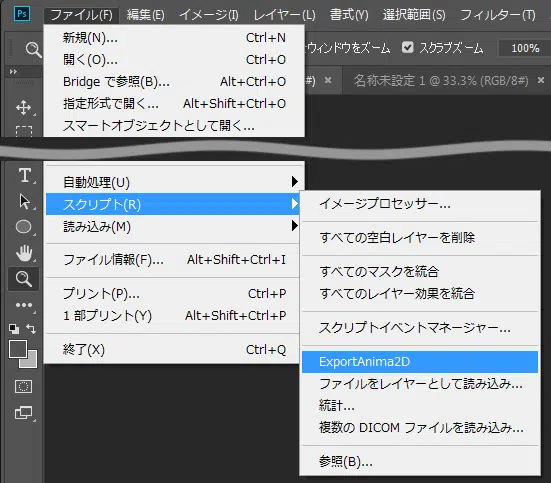 Ps ファイル(F) 編集(E) イメージ(I) レイヤー(L) 書式(Y) 選択範囲(S) フィルター(T)
新規(N)... Ctrl+N
開く(O)... Ctrl+O
Bridge で参照(B)... Alt+Ctrl+O
指定形式で開く... Alt+Shift+Ctrl+O
スマートオブジェクトとして開く...
ウィンドウをズーム スクラブズーム 100%
#) × 名称未設定 1 @ 33.3% (RGB/8#) ×
自動処理(U)
スクリプト(R)
読み込み(M)
ファイル情報(F)... Alt+Shift+Ctrl+I
プリント(P)... Ctrl+P
1 部プリント(Y) Alt+Shift+Ctrl+P
終了(X) Ctrl+Q
イメージプロセッサー...
すべての空白レイヤーを削除
すべてのマスクを統合
すべてのレイヤー効果を統合
スクリプトイベントマネージャー...
ExportAnima2D
ファイルをレイヤーとして読み込み...
統計...
複数の DICOM ファイルを読み込み...
参照(B)...